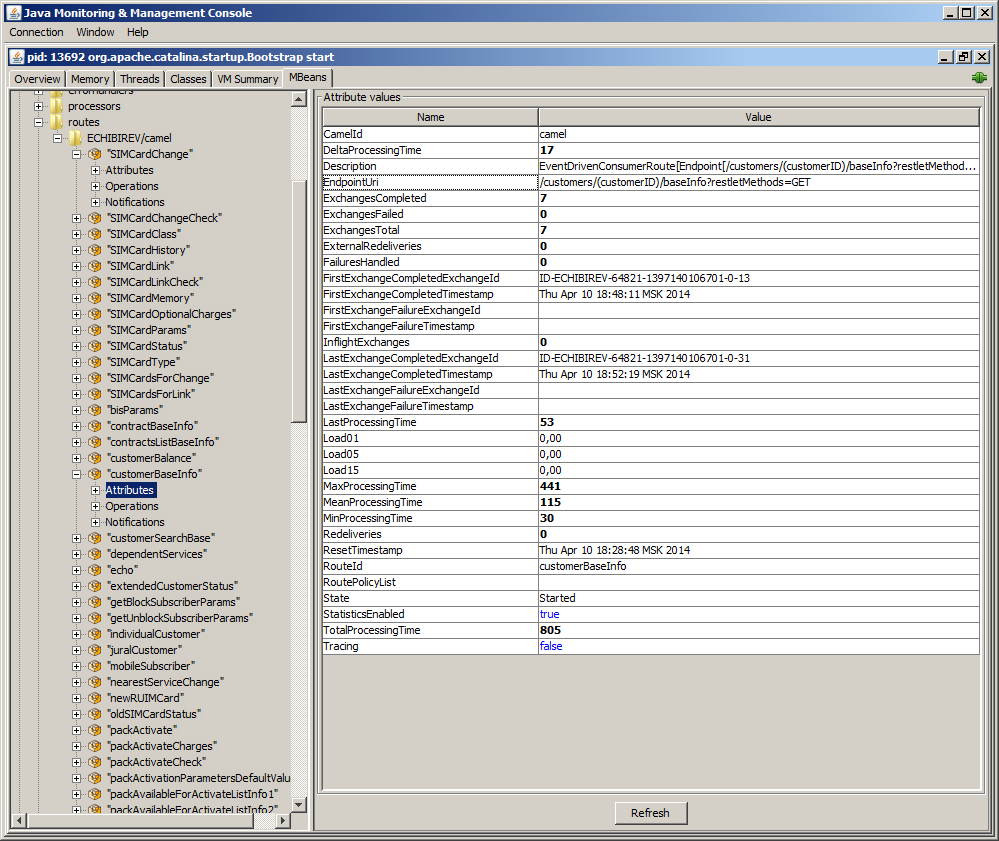 Java Monitoring & Management Console
Connection Window Help
pid: 13692 org.apache.catalina.startup.Bootstrap start
Overview Memory Threads Classes VM Summary MBeans
processors
routes
ECHIBIREV/camel
"SIMCardChange"
Attributes
Operations
Notifications
"SIMCardChangeCheck"
"SIMCardClass"
"SIMCardHistory"
"SIMCardLink"
"SIMCardLinkCheck"
"SIMCardMemory"
"SIMCardOptionalCharges"
"SIMCardParams"
"SIMCardStatus"
"SIMCardType"
"SIMCardsForChange"
"SIMCardsForLink"
"bisParams"
"contractBaseInfo"
"contractsListBaseInfo"
"customerBalance"
"customerBaseInfo"
Attributes
Operations
Notifications
"customerSearchBase"
"dependentServices"
"echo"
"extendedCustomerStatus"
"getBlockSubscriberParams"
"getUnblockSubscriberParams"
"individualCustomer"
"juralCustomer"
"mobileSubscriber"
"nearestServiceChange"
"newRUIMCard"
"oldSIMCardStatus"
"packActivate"
"packActivateCharges"
"packActivateCheck"
"packActivationParametersDefaultValu
"packAvailableForActivateListInfo1"
"packAvailableForActivateListInfo2"
Attribute values
Name Value
CamelId camel
DeltaProcessingTime 17
Description EventDrivenConsumerRoute[Endpoint[/customers/(customerID)/baseInfo?restletMethod...
EndpointUri /customers/(customerID)/baseInfo?restletMethods=GET
ExchangesCompleted 7
ExchangesFailed 0
ExchangesTotal 7
ExternalRedeliveries 0
FailuresHandled 0
FirstExchangeCompletedExchangeId ID-ECHIBIREV-64821-1397140106701-0-13
FirstExchangeCompletedTimestamp Thu Apr 10 18:48:11 MSK 2014
FirstExchangeFailureExchangeId
FirstExchangeFailureTimestamp
InflightExchanges 0
LastExchangeCompletedExchangeId ID-ECHIBIREV-64821-1397140106701-0-31
LastExchangeCompletedTimestamp Thu Apr 10 18:52:19 MSK 2014
LastExchangeFailureExchangeId
LastExchangeFailureTimestamp
LastProcessingTime 53
Load01 0,00
Load05 0,00
Load15 0,00
MaxProcessingTime 441
MeanProcessingTime 115
MinProcessingTime 30
Redeliveries 0
ResetTimestamp Thu Apr 10 18:28:48 MSK 2014
RouteId customerBaseInfo
RoutePolicyList
State Started
StatisticsEnabled true
TotalProcessingTime 805
Tracing false
Refresh